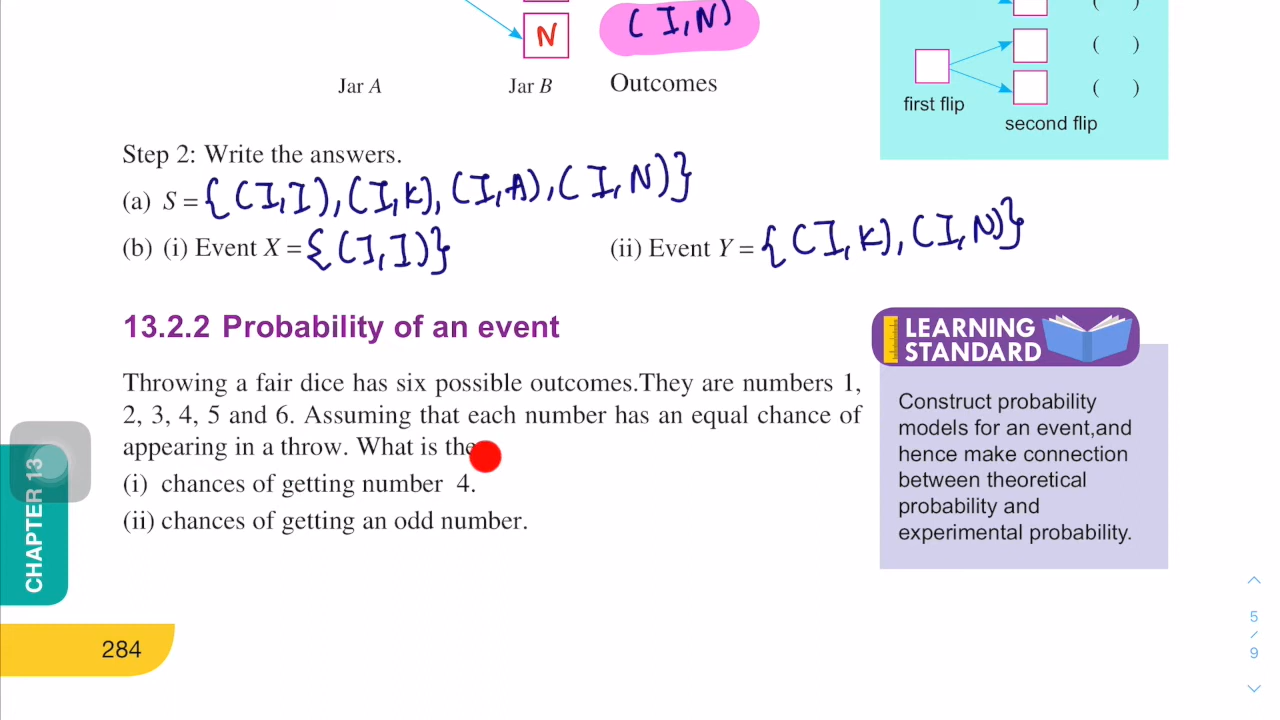 N
( I, N)
Jar A
Jar B
Outcomes
( )
( )
( )
first flip
second flip
Step 2: Write the answers.
(a) S = { (I, I), (I, K), (I, A), (I, N) }
(b) (i) Event X = { (I, I) }
(ii) Event Y = { (I, K), (I, N) }
13.2.2 Probability of an event
Throwing a fair dice has six possible outcomes.They are numbers 1,
2, 3, 4, 5 and 6. Assuming that each number has an equal chance of
appearing in a throw. What is the
(i) chances of getting number 4.
(ii) chances of getting an odd number.
LEARNING
STANDARD
Construct probability
models for an event,and
hence make connection
between theoretical
probability and
experimental probability.
CHAPTER 13
284
5
/
9